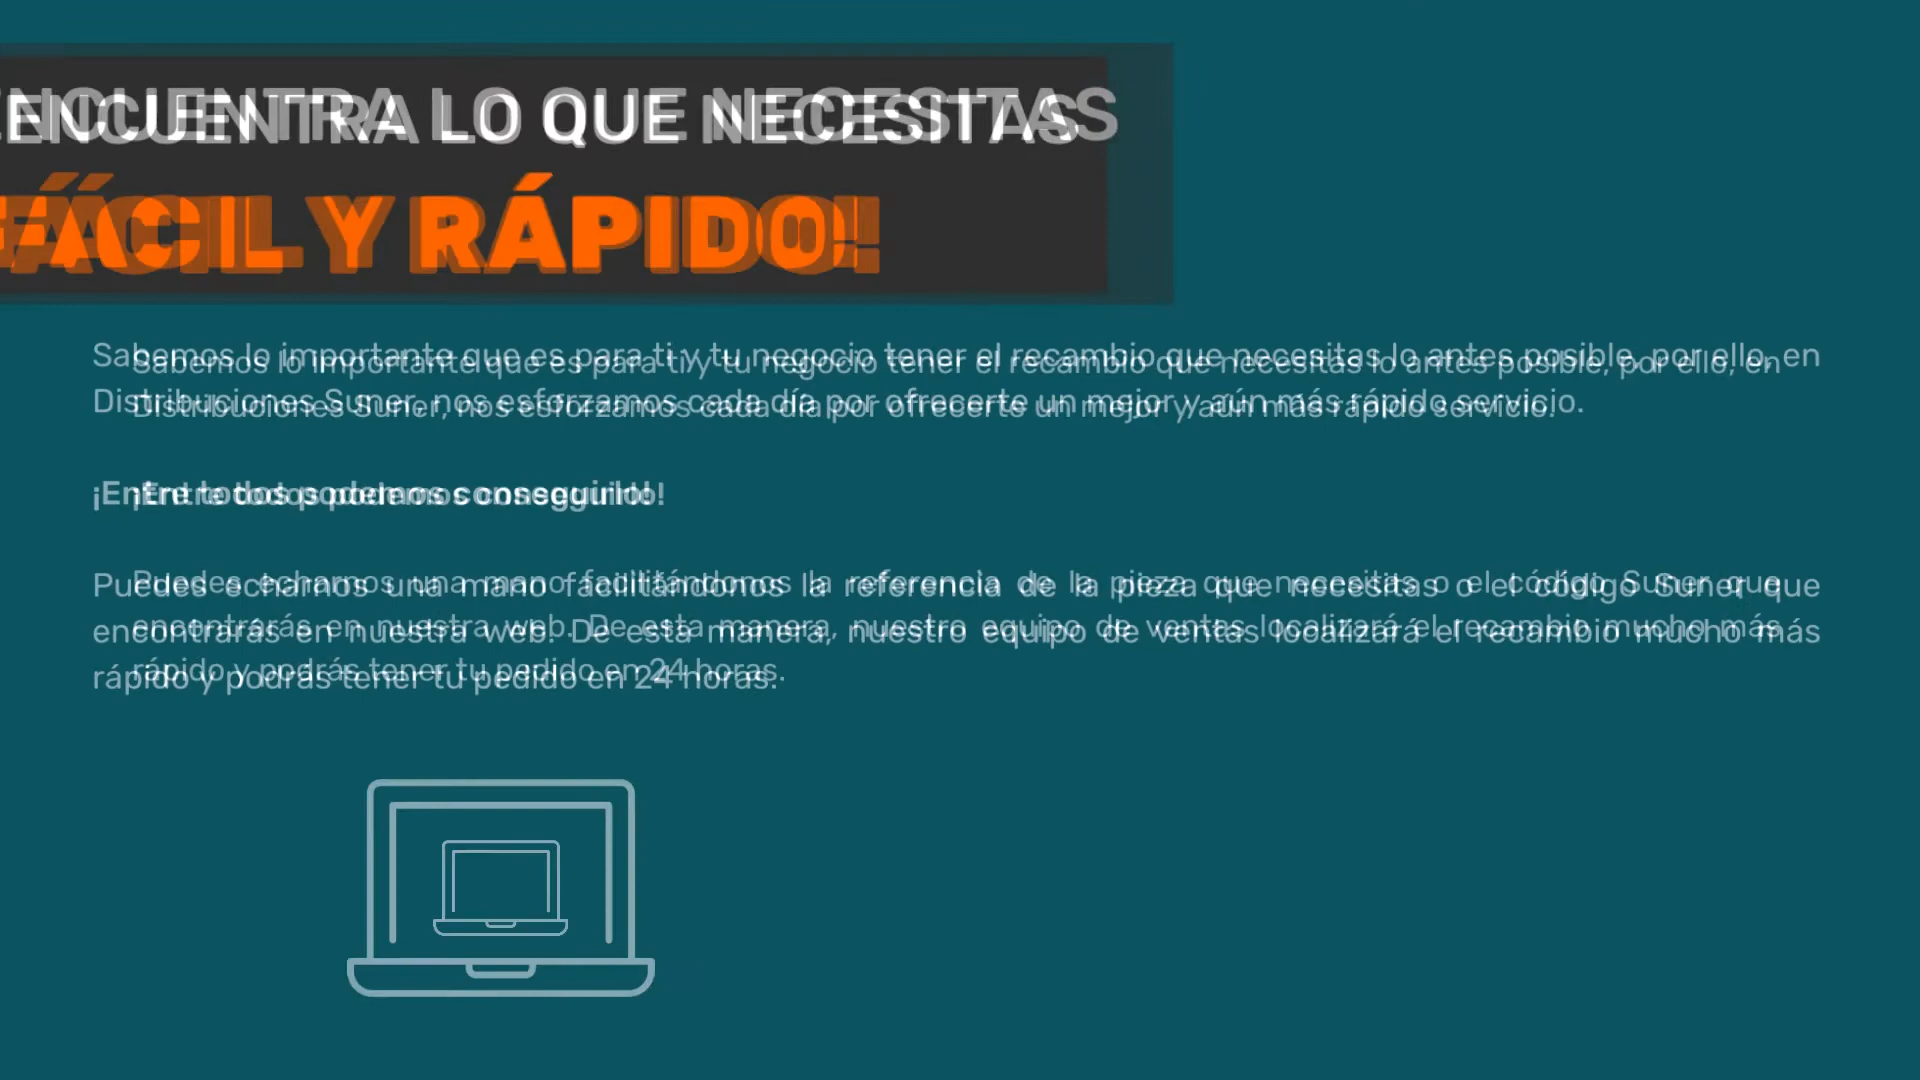 ENCUENTRA LO QUE NECESITAS
FÁCIL Y RÁPIDO!
Sabemos lo importante que es para ti y tu negocio tener el recambio que necesitas lo antes posible, por ello, en
Distribuciones Suner, nos esforzamos cada día por ofrecerte un mejor y aún más rápido servicio.
¡Entre todos podemos conseguirlo!
Puedes echarnos una mano facilitándonos la referencia de la pieza que necesitas o el código Suner que
encontrarás en nuestra web. De esta manera, nuestro equipo de ventas localizará el recambio mucho más
rápido y podrás tener tu pedido en 24 horas.